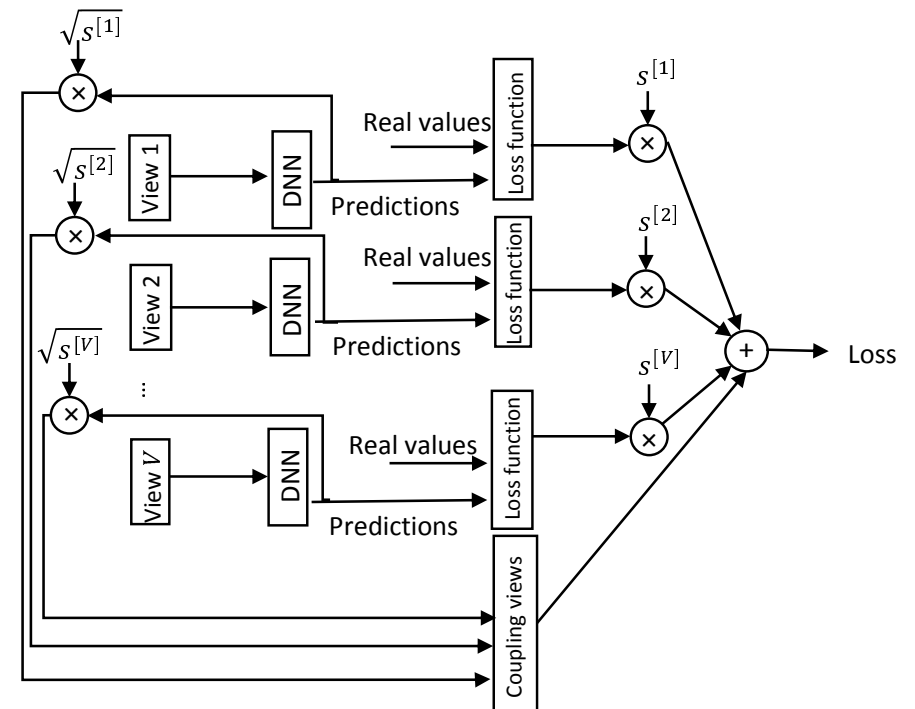 √s^[1]
×
Real values
Loss function
s^[1]
×
View 1
DNN
Predictions
√s^[2]
×
Real values
Loss function
s^[2]
×
View 2
DNN
Predictions
+
Loss
√s^[V]
×
...
Real values
Loss function
s^[V]
×
View V
DNN
Predictions
Coupling views